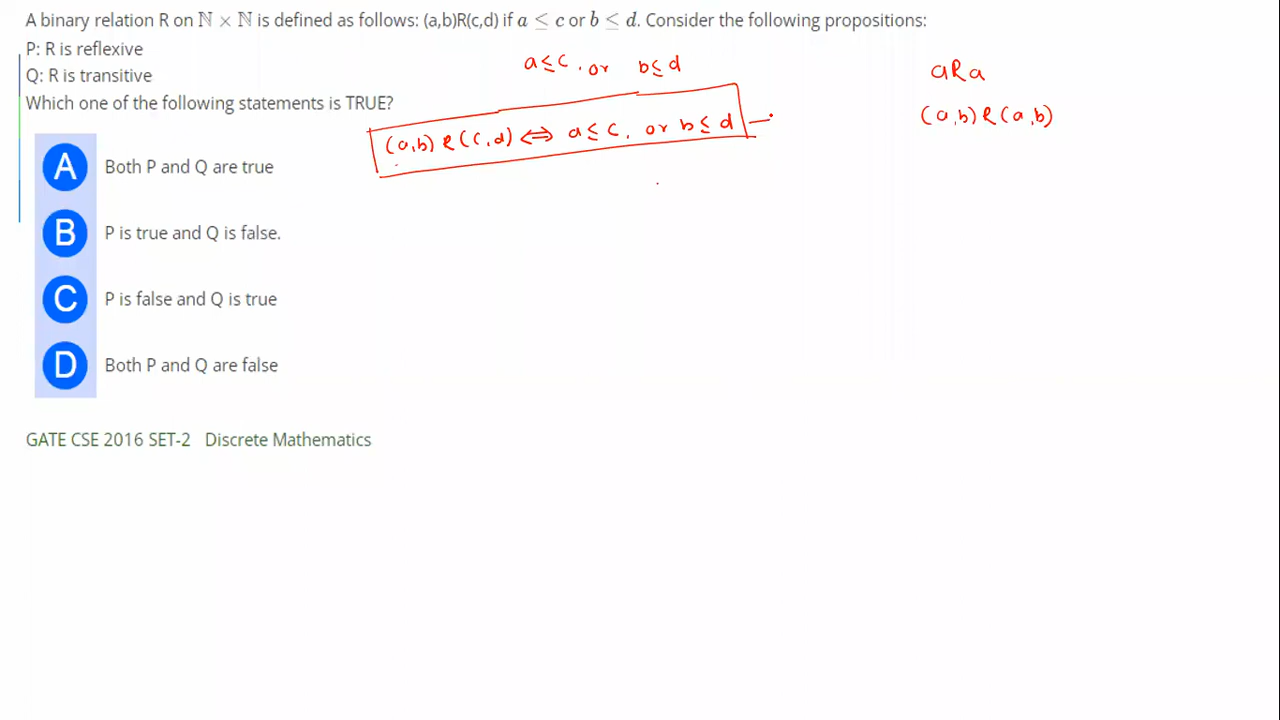 A binary relation R on ℕ × ℕ is defined as follows: (a,b)R(c,d) if a ≤ c or b ≤ d. Consider the following propositions:
P: R is reflexive
Q: R is transitive
Which one of the following statements is TRUE?
a≤c, or b≤d
aRa
(a,b) R (c,d) ⇔ a≤c, or b≤d
(a,b) R (a,b)
A Both P and Q are true
B P is true and Q is false.
C P is false and Q is true
D Both P and Q are false
GATE CSE 2016 SET-2 Discrete Mathematics